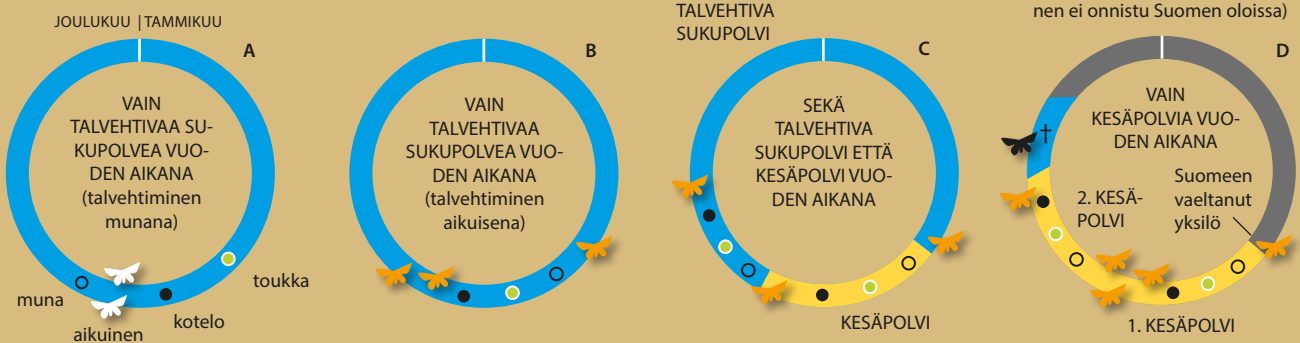 JOULUKUU | TAMMIKUU
A
VAIN
TALVEHTIVAA SU-
KUPOLVEA VUO-
DEN AIKANA
(talvehtiminen
munana)
muna
aikuinen
kotelo
toukka
B
VAIN
TALVEHTIVAA
SUKUPOLVEA VUO-
DEN AIKANA
(talvehtiminen
aikuisena)
TALVEHTIVA
SUKUPOLVI
C
SEKÄ
TALVEHTIVA
SUKUPOLVI ETTÄ
KESÄPOLVI VUO-
DEN AIKANA
KESÄPOLVI
nen ei onnistu Suomen oloissa)
D
VAIN
KESÄPOLVIA VUO-
DEN AIKANA
†
Suomeen
vaeltanut
yksilö
2. KESÄ-
POLVI
1. KESÄPOLVI